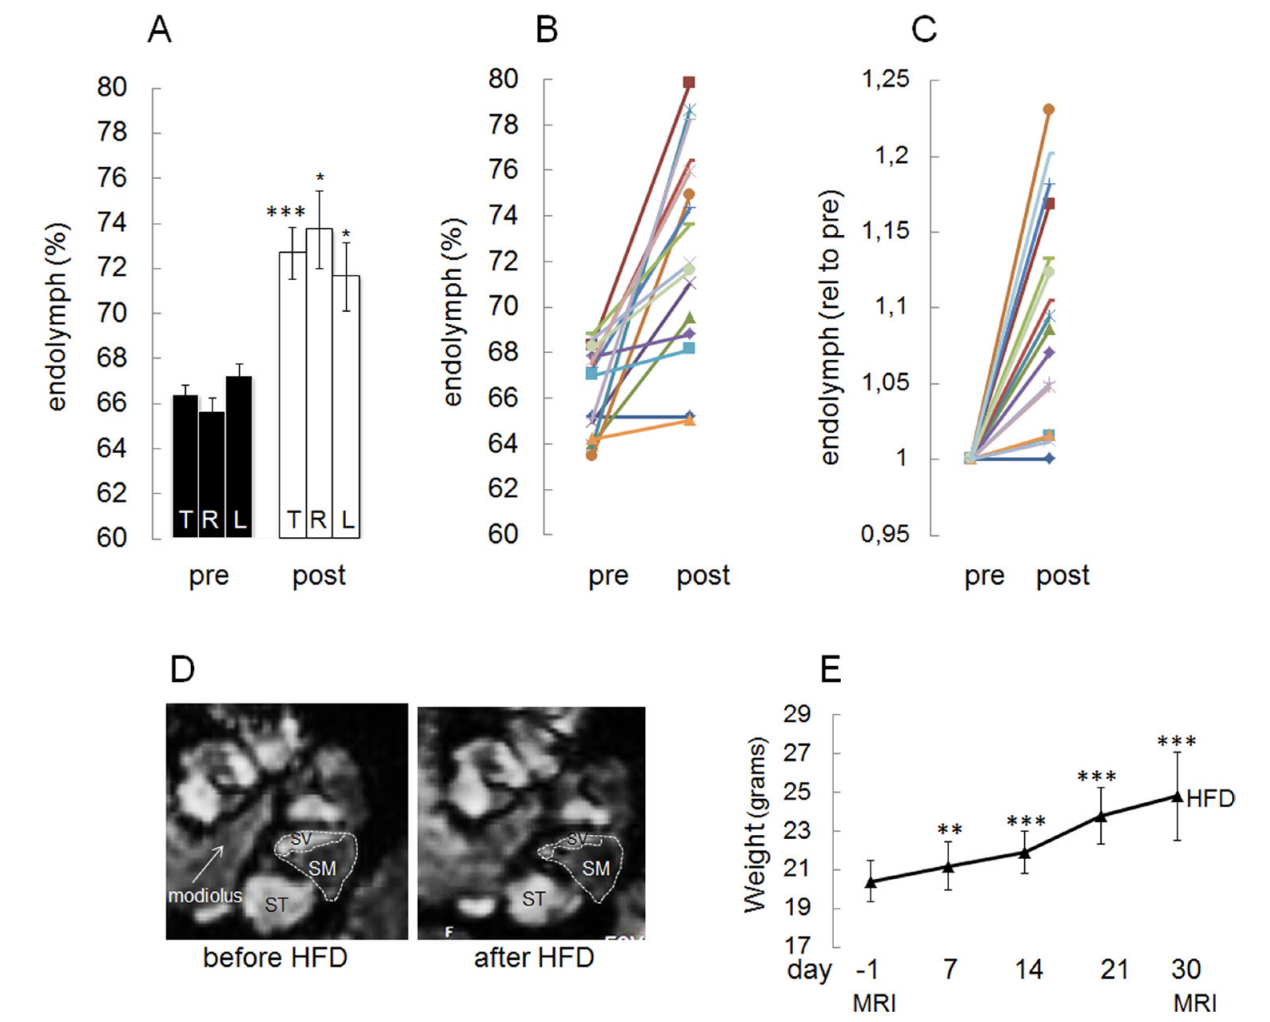 A
80
78
76
74
72
70
68
66
64
62
60
endolymph (%)
***
*
*
T R L
T R L
pre post
B
80
78
76
74
72
70
68
66
64
62
60
endolymph (%)
pre post
C
1,25
1,2
1,15
1,1
1,05
1
0,95
endolymph (rel to pre)
pre post
D
SV
SM
ST
modiolus
before HFD
SV
SM
ST
F
after HFD
E
29
27
25
23
21
19
17
Weight (grams)
**
***
***
***
HFD
day -1 7 14 21 30
MRI MRI